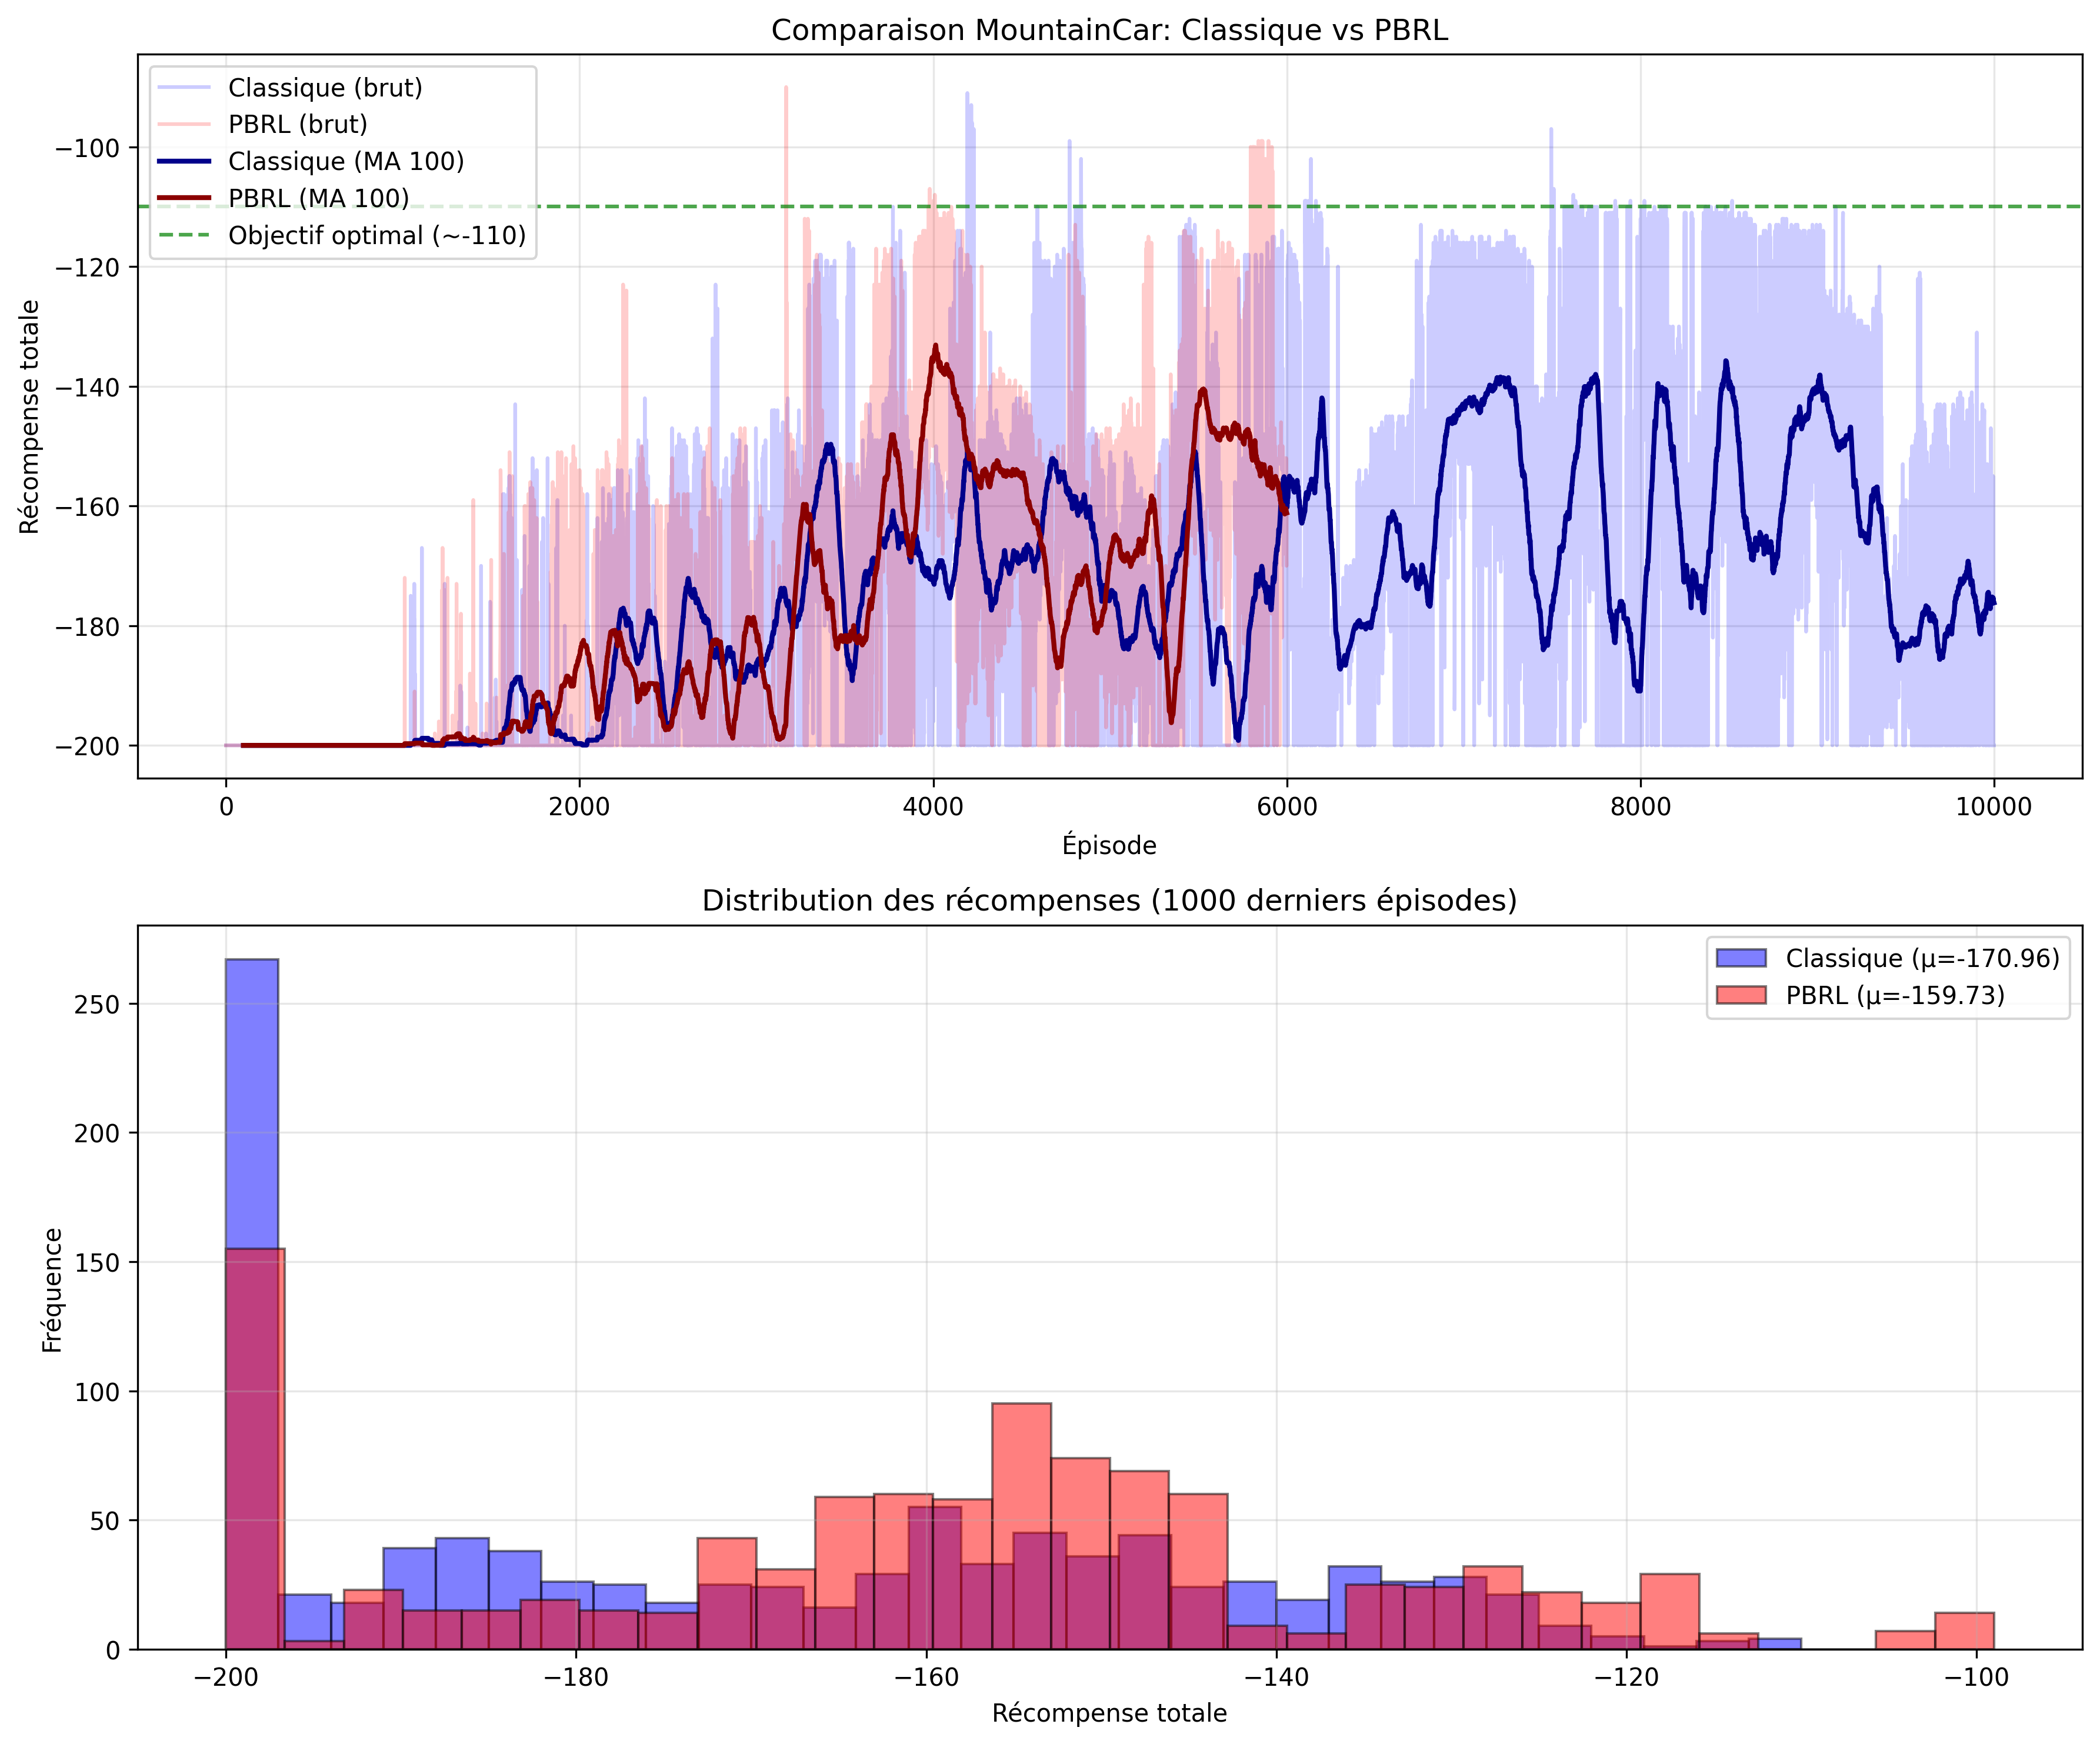 Comparaison MountainCar: Classique vs PBRL
Classique (brut)
PBRL (brut)
Classique (MA 100)
PBRL (MA 100)
Objectif optimal (~-110)
Récompense totale
−100
−120
−140
−160
−180
−200
0
2000
4000
6000
8000
10000
Épisode
Distribution des récompenses (1000 derniers épisodes)
Classique (μ=-170.96)
PBRL (μ=-159.73)
Fréquence
250
200
150
100
50
0
−200
−180
−160
−140
−120
−100
Récompense totale